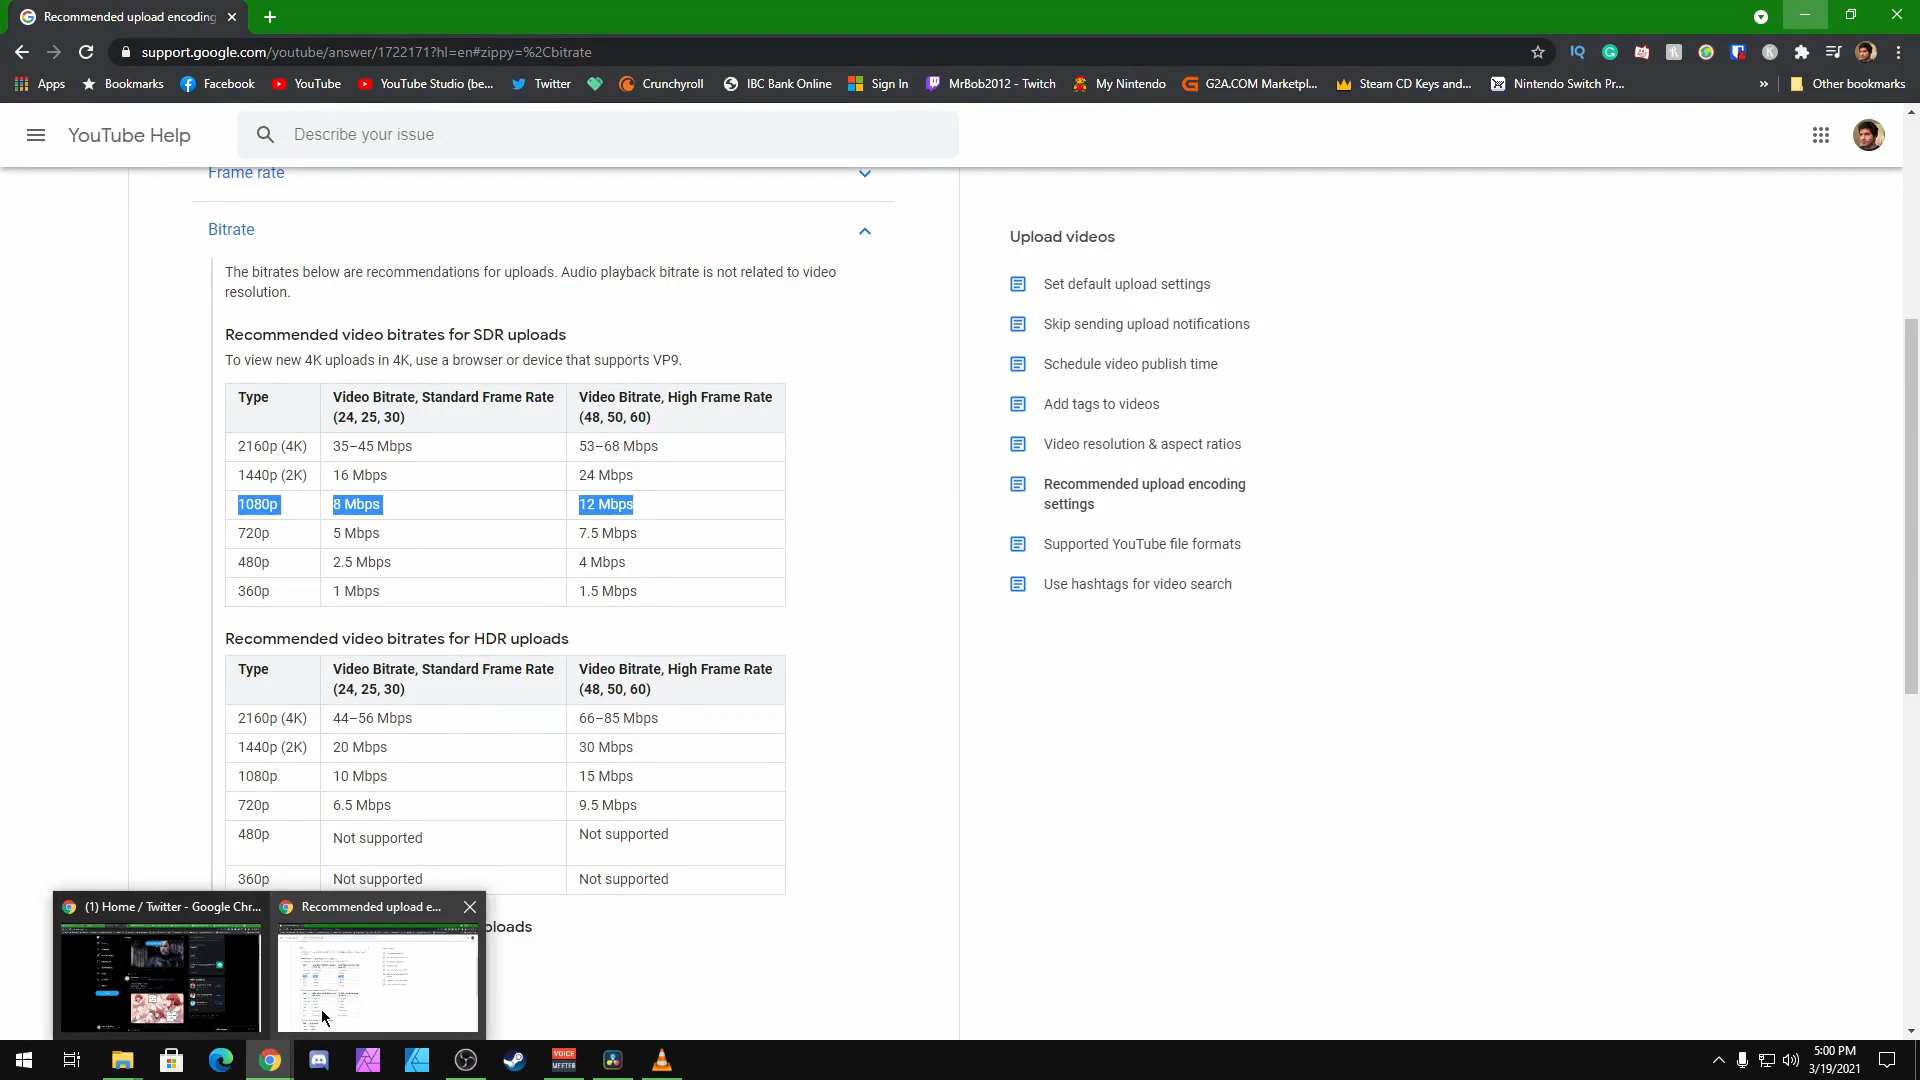 Recommended upload encoding
support.google.com/youtube/answer/1722171?hl=en#zippy=%2Cbitrate
Apps
Bookmarks
Facebook
YouTube
YouTube Studio (be...
Twitter
Crunchyroll
IBC Bank Online
Sign In
MrBob2012 - Twitch
My Nintendo
G2A.COM Marketpl...
Steam CD Keys and...
Nintendo Switch Pr...
»
Other bookmarks
YouTube Help
Describe your issue
Frame rate
Bitrate
The bitrates below are recommendations for uploads. Audio playback bitrate is not related to video
resolution.
Recommended video bitrates for SDR uploads
To view new 4K uploads in 4K, use a browser or device that supports VP9.
Type Video Bitrate, Standard Frame Rate Video Bitrate, High Frame Rate
(24, 25, 30) (48, 50, 60)
2160p (4K) 35–45 Mbps 53–68 Mbps
1440p (2K) 16 Mbps 24 Mbps
1080p 8 Mbps 12 Mbps
720p 5 Mbps 7.5 Mbps
480p 2.5 Mbps 4 Mbps
360p 1 Mbps 1.5 Mbps
Recommended video bitrates for HDR uploads
Type Video Bitrate, Standard Frame Rate Video Bitrate, High Frame Rate
(24, 25, 30) (48, 50, 60)
2160p (4K) 44–56 Mbps 66–85 Mbps
1440p (2K) 20 Mbps 30 Mbps
1080p 10 Mbps 15 Mbps
720p 6.5 Mbps 9.5 Mbps
480p Not supported Not supported
360p Not supported Not supported
ploads
Upload videos
Set default upload settings
Skip sending upload notifications
Schedule video publish time
Add tags to videos
Video resolution & aspect ratios
Recommended upload encoding
settings
Supported YouTube file formats
Use hashtags for video search
(1) Home / Twitter - Google Chr...
Recommended upload e...
VOICE
MEETER
5:00 PM
3/19/2021